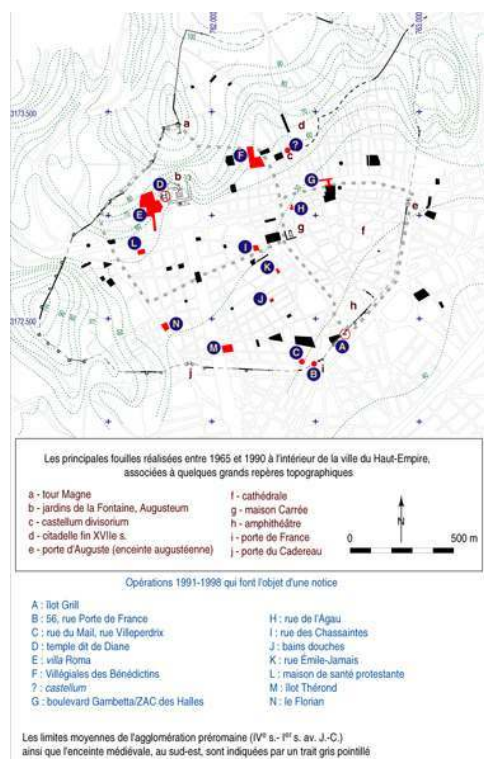 762.000
763.000
3173.500
3172.500
100
a
d
F
?
c
D
b
G
E
H
e
g
f
L
I
K
J
h
N
M
C
A
j
B
i
Les principales fouilles réalisées entre 1965 et 1990 à l'intérieur de la ville du Haut-Empire,
associées à quelques grands repères topographiques
a - tour Magne
b - jardins de la Fontaine, Augusteum
c - castellum divisorium
d - citadelle fin XVIIe s.
e - porte d'Auguste (enceinte augustéenne)
f - cathédrale
g - maison Carrée
h - amphithéâtre
i - porte de France
j - porte du Cadereau
N
0
500 m
Opérations 1991-1998 qui font l'objet d'une notice
A : îlot Grill
B : 56, rue Porte de France
C : rue du Mail, rue Villeperdrix
D : temple dit de Diane
E : villa Roma
F : Villégiales des Bénédictins
? : castellum
G : boulevard Gambetta/ZAC des Halles
H : rue de l'Agau
I : rue des Chassaintes
J : bains douches
K : rue Émile-Jamais
L : maison de santé protestante
M : îlot Thérond
N : le Florian
Les limites moyennes de l'agglomération préromaine (IVe s.- Ier s. av. J.-C.)
ainsi que l'enceinte médiévale, au sud-est, sont indiquées par un trait gris pointillé